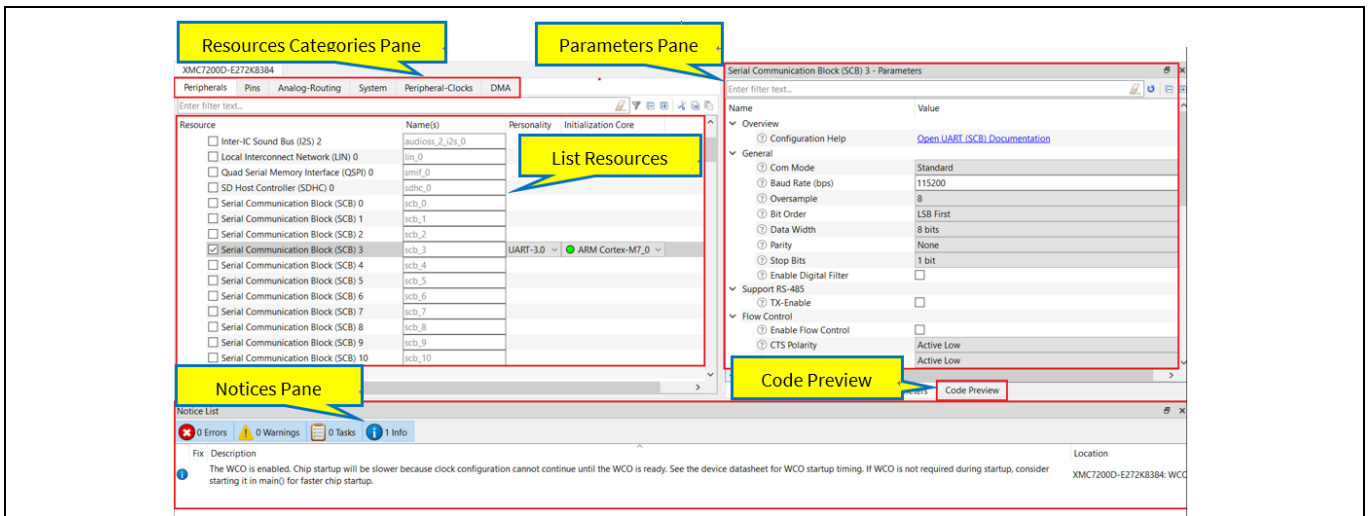 Resources Categories Pane
Parameters Pane
XMC7200D-E272K8384
Serial Communication Block (SCB) 3 - Parameters
Peripherals Pins Analog-Routing System Peripheral-Clocks DMA
Enter filter text...
Enter filter text...
Resource Name(s) Personality Initialization Core
Name Value
Overview
Inter-IC Sound Bus (I2S) 2 audioss_2_i2s_0
Configuration Help Open UART (SCB) Documentation
Local Interconnect Network (LIN) 0 lin_0
General
List Resources
Quad Serial Memory Interface (QSPI) 0 smif_0
Com Mode Standard
SD Host Controller (SDHC) 0 sdhc_0
Baud Rate (bps) 115200
Serial Communication Block (SCB) 0 scb_0
Oversample 8
Serial Communication Block (SCB) 1 scb_1
Bit Order LSB First
Serial Communication Block (SCB) 2 scb_2
Data Width 8 bits
Serial Communication Block (SCB) 3 scb_3 UART-3.0 ARM Cortex-M7_0
Parity None
Serial Communication Block (SCB) 4 scb_4
Stop Bits 1 bit
Serial Communication Block (SCB) 5 scb_5
Enable Digital Filter
Serial Communication Block (SCB) 6 scb_6
Support RS-485
Serial Communication Block (SCB) 7 scb_7
TX-Enable
Serial Communication Block (SCB) 8 scb_8
Flow Control
Enable Flow Control
Serial Communication Block (SCB) 9 scb_9
CTS Polarity Active Low
Serial Communication Block (SCB) 10 scb_10
Active Low
Notices Pane
Code Preview
Code Preview
Notice List
0 Errors 0 Warnings 0 Tasks 1 Info
Fix Description Location
The WCO is enabled. Chip startup will be slower because clock configuration cannot continue until the WCO is ready. See the device datasheet for WCO startup timing. If WCO is not required during startup, consider
starting it in main() for faster chip startup.
XMC7200D-E272K8384: WCO